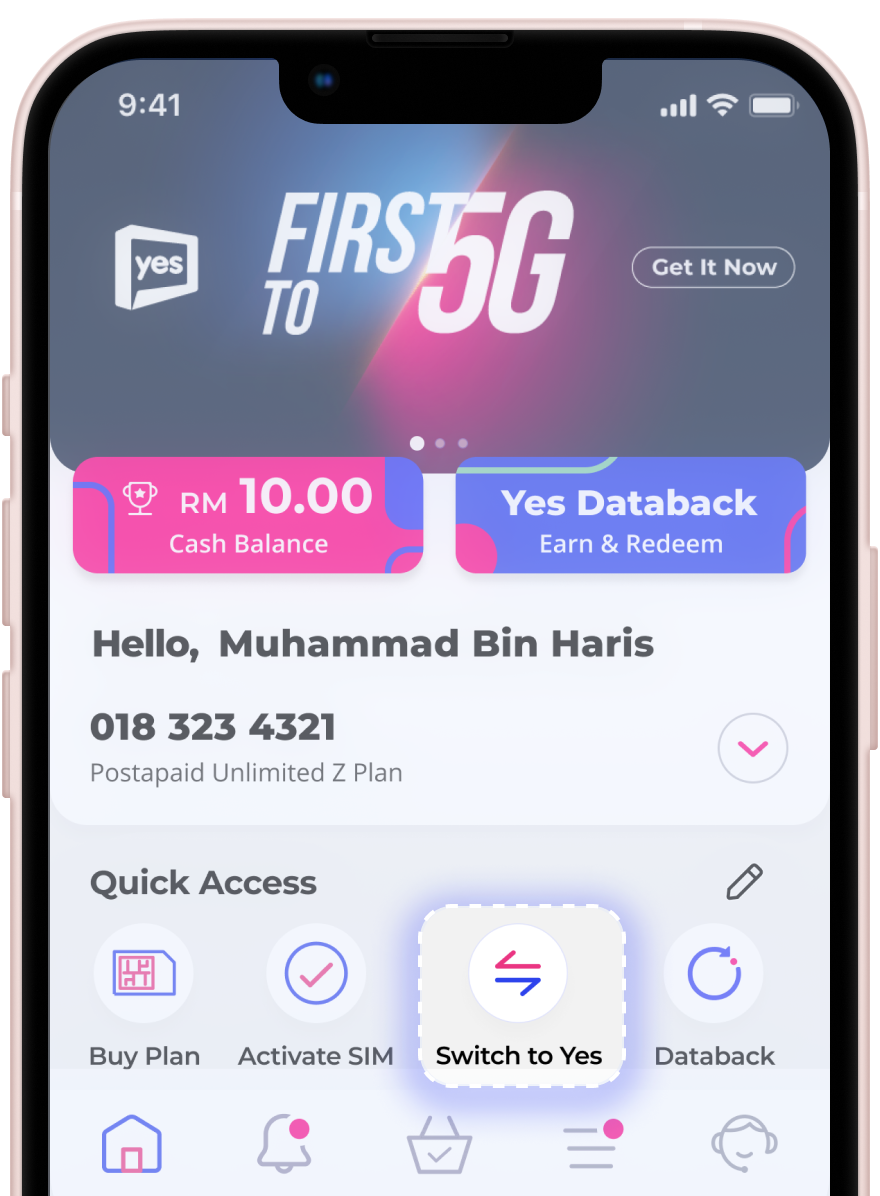 9:41
yes
FIRST
TO 5G
Get It Now
RM 10.00
Cash Balance
Yes Databack
Earn & Redeem
Hello, Muhammad Bin Haris
018 323 4321
Postapaid Unlimited Z Plan
Quick Access
Buy Plan
Activate SIM
Switch to Yes
Databack